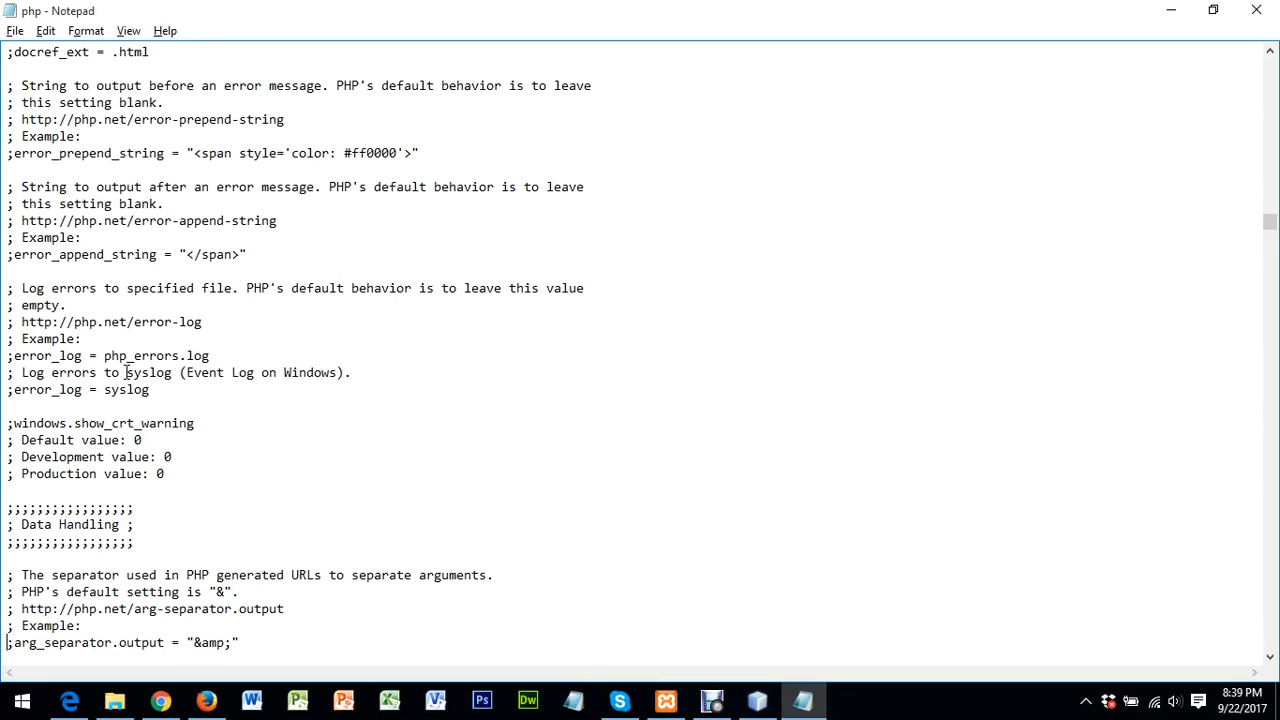 php - Notepad
File Edit Format View Help
;docref_ext = .html
; String to output before an error message. PHP's default behavior is to leave
; this setting blank.
; http://php.net/error-prepend-string
; Example:
;error_prepend_string = "<span style='color: #ff0000'>"
; String to output after an error message. PHP's default behavior is to leave
; this setting blank.
; http://php.net/error-append-string
; Example:
;error_append_string = "</span>"
; Log errors to specified file. PHP's default behavior is to leave this value
; empty.
; http://php.net/error-log
; Example:
;error_log = php_errors.log
; Log errors to syslog (Event Log on Windows).
;error_log = syslog
;windows.show_crt_warning
; Default value: 0
; Development value: 0
; Production value: 0
;;;;;;;;;;;;;;;;;
; Data Handling ;
;;;;;;;;;;;;;;;;;
; The separator used in PHP generated URLs to separate arguments.
; PHP's default setting is "&".
; http://php.net/arg-separator.output
; Example:
;arg_separator.output = "&amp;"
Ps
Dw
8:39 PM
9/22/2017